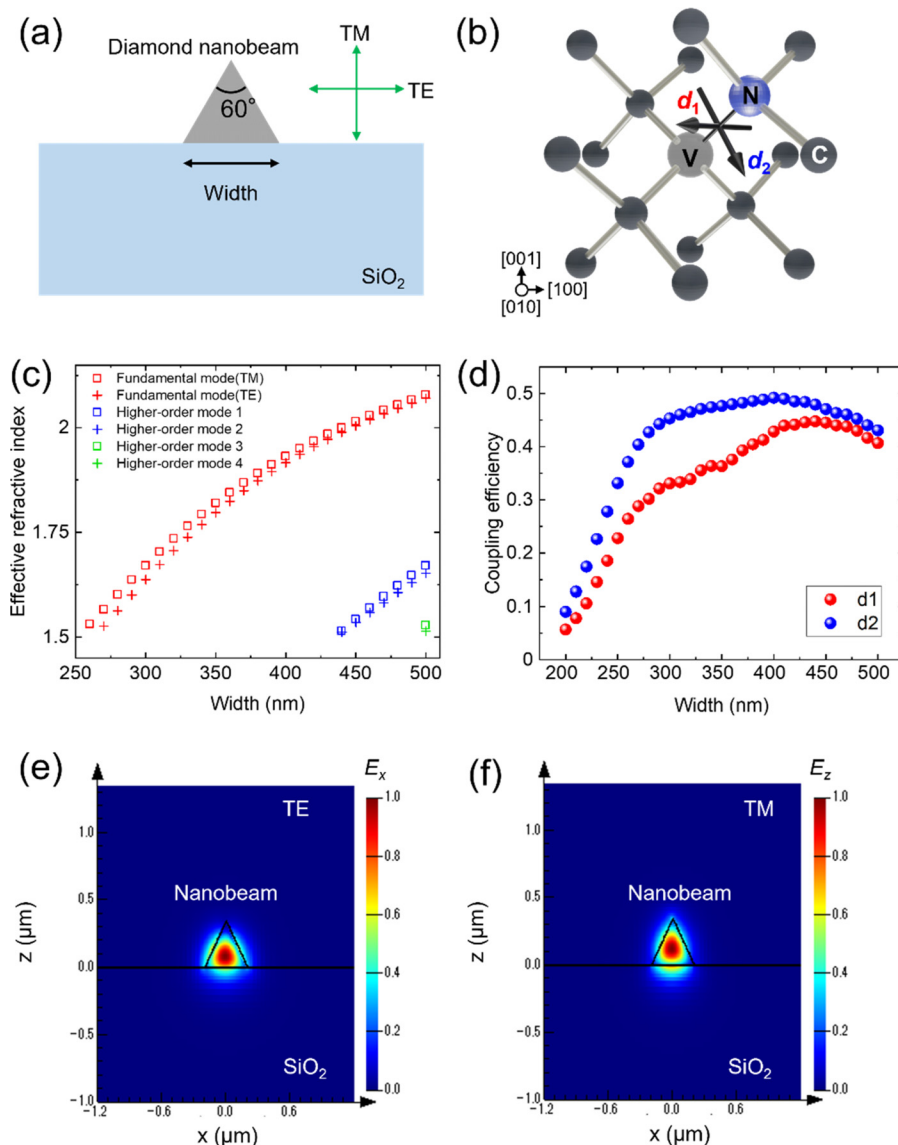 (a)
Diamond nanobeam
TM
TE
60°
Width
SiO₂
(b)
N
d₁
V
d₂
C
[001]
[100]
[010]
(c)
Fundamental mode(TM)
Fundamental mode(TE)
Higher-order mode 1
Higher-order mode 2
Higher-order mode 3
Higher-order mode 4
Effective refractive index
2
1.75
1.5
250 300 350 400 450 500
Width (nm)
(d)
Coupling efficiency
0.5
0.4
0.3
0.2
0.1
0
d1
d2
200 250 300 350 400 450 500
Width (nm)
(e)
Eₓ
TE
Nanobeam
SiO₂
z (µm)
1.0
0.5
0.0
−0.5
−1.0
−1.2 −0.6 0.0 0.6
x (µm)
1.0
0.8
0.6
0.4
0.2
0.0
(f)
E_z
TM
Nanobeam
SiO₂
z (µm)
1.0
0.5
0.0
−0.5
−1.0
−1.2 −0.6 0.0 0.6
x (µm)
1.0
0.8
0.6
0.4
0.2
0.0